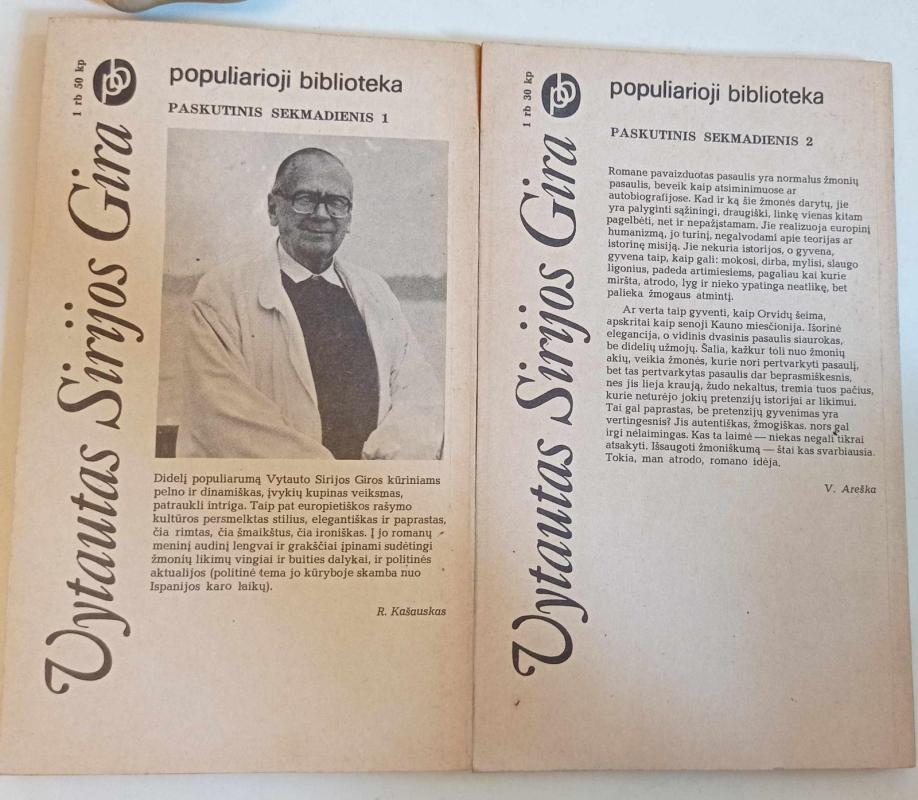 1 rb 50 kp
pb
Vytautas Sirijos Gira
populiarioji biblioteka
PASKUTINIS SEKMADIENIS 1
Didelį populiarumą Vytauto Sirijos Giros kūriniams
pelno ir dinamiškas, įvykių kupinas veiksmas,
patraukli intriga. Taip pat europietiškos rašymo
kultūros persmelktas stilius, elegantiškas ir paprastas,
čia rimtas, čia šmaikštus, čia ironiškas. Į jo romanų
meninį audinį lengvai ir grakščiai įpinami sudėtingi
žmonių likimų vingiai ir buities dalykai, ir politinės
aktualijos (politinė tema jo kūryboje skamba nuo
Ispanijos karo laikų).
R. Kašauskas
1 rb 30 kp
pb
Vytautas Sirijos Gira
populiarioji biblioteka
PASKUTINIS SEKMADIENIS 2
Romane pavaizduotas pasaulis yra normalus žmonių
pasaulis, beveik kaip atsiminimuose ar
autobiografijose. Kad ir ką šie žmonės darytų, jie
yra palyginti sąžiningi, draugiški, linkę vienas kitam
pagelbėti, net ir nepažįstamam. Jie realizuoja europinį
humanizmą, jo turinį, negalvodami apie teorijas ar
istorinę misiją. Jie nekuria istorijos, o gyvena,
gyvena taip, kaip gali: mokosi, dirba, mylisi, slaugo
ligonius, padeda artimiesiems, pagaliau kai kurie
miršta, atrodo, lyg ir nieko ypatinga neatlikę, bet
palieka žmogaus atmintį.
Ar verta taip gyventi, kaip Orvidų šeima,
apskritai kaip senoji Kauno miesčionija. Išorinė
elegancija, o vidinis dvasinis pasaulis siaurokas,
be didelių užmojų. Šalia, kažkur toli nuo žmonių
akių, veikia žmonės, kurie nori pertvarkyti pasaulį,
bet tas pertvarkytas pasaulis dar beprasmiškesnis,
nes jis lieja kraują, žudo nekaltus, tremia tuos pačius,
kurie neturėjo jokių pretenzijų istorijai ar likimui.
Tai gal paprastas, be pretenzijų gyvenimas yra
vertingesnis? Jis autentiškas, žmogiškas. nors gal
irgi nelaimingas. Kas ta laimė — niekas negali tikrai
atsakyti. Išsaugoti žmoniškumą — štai kas svarbiausia.
Tokia, man atrodo, romano idėja.
V. Areška